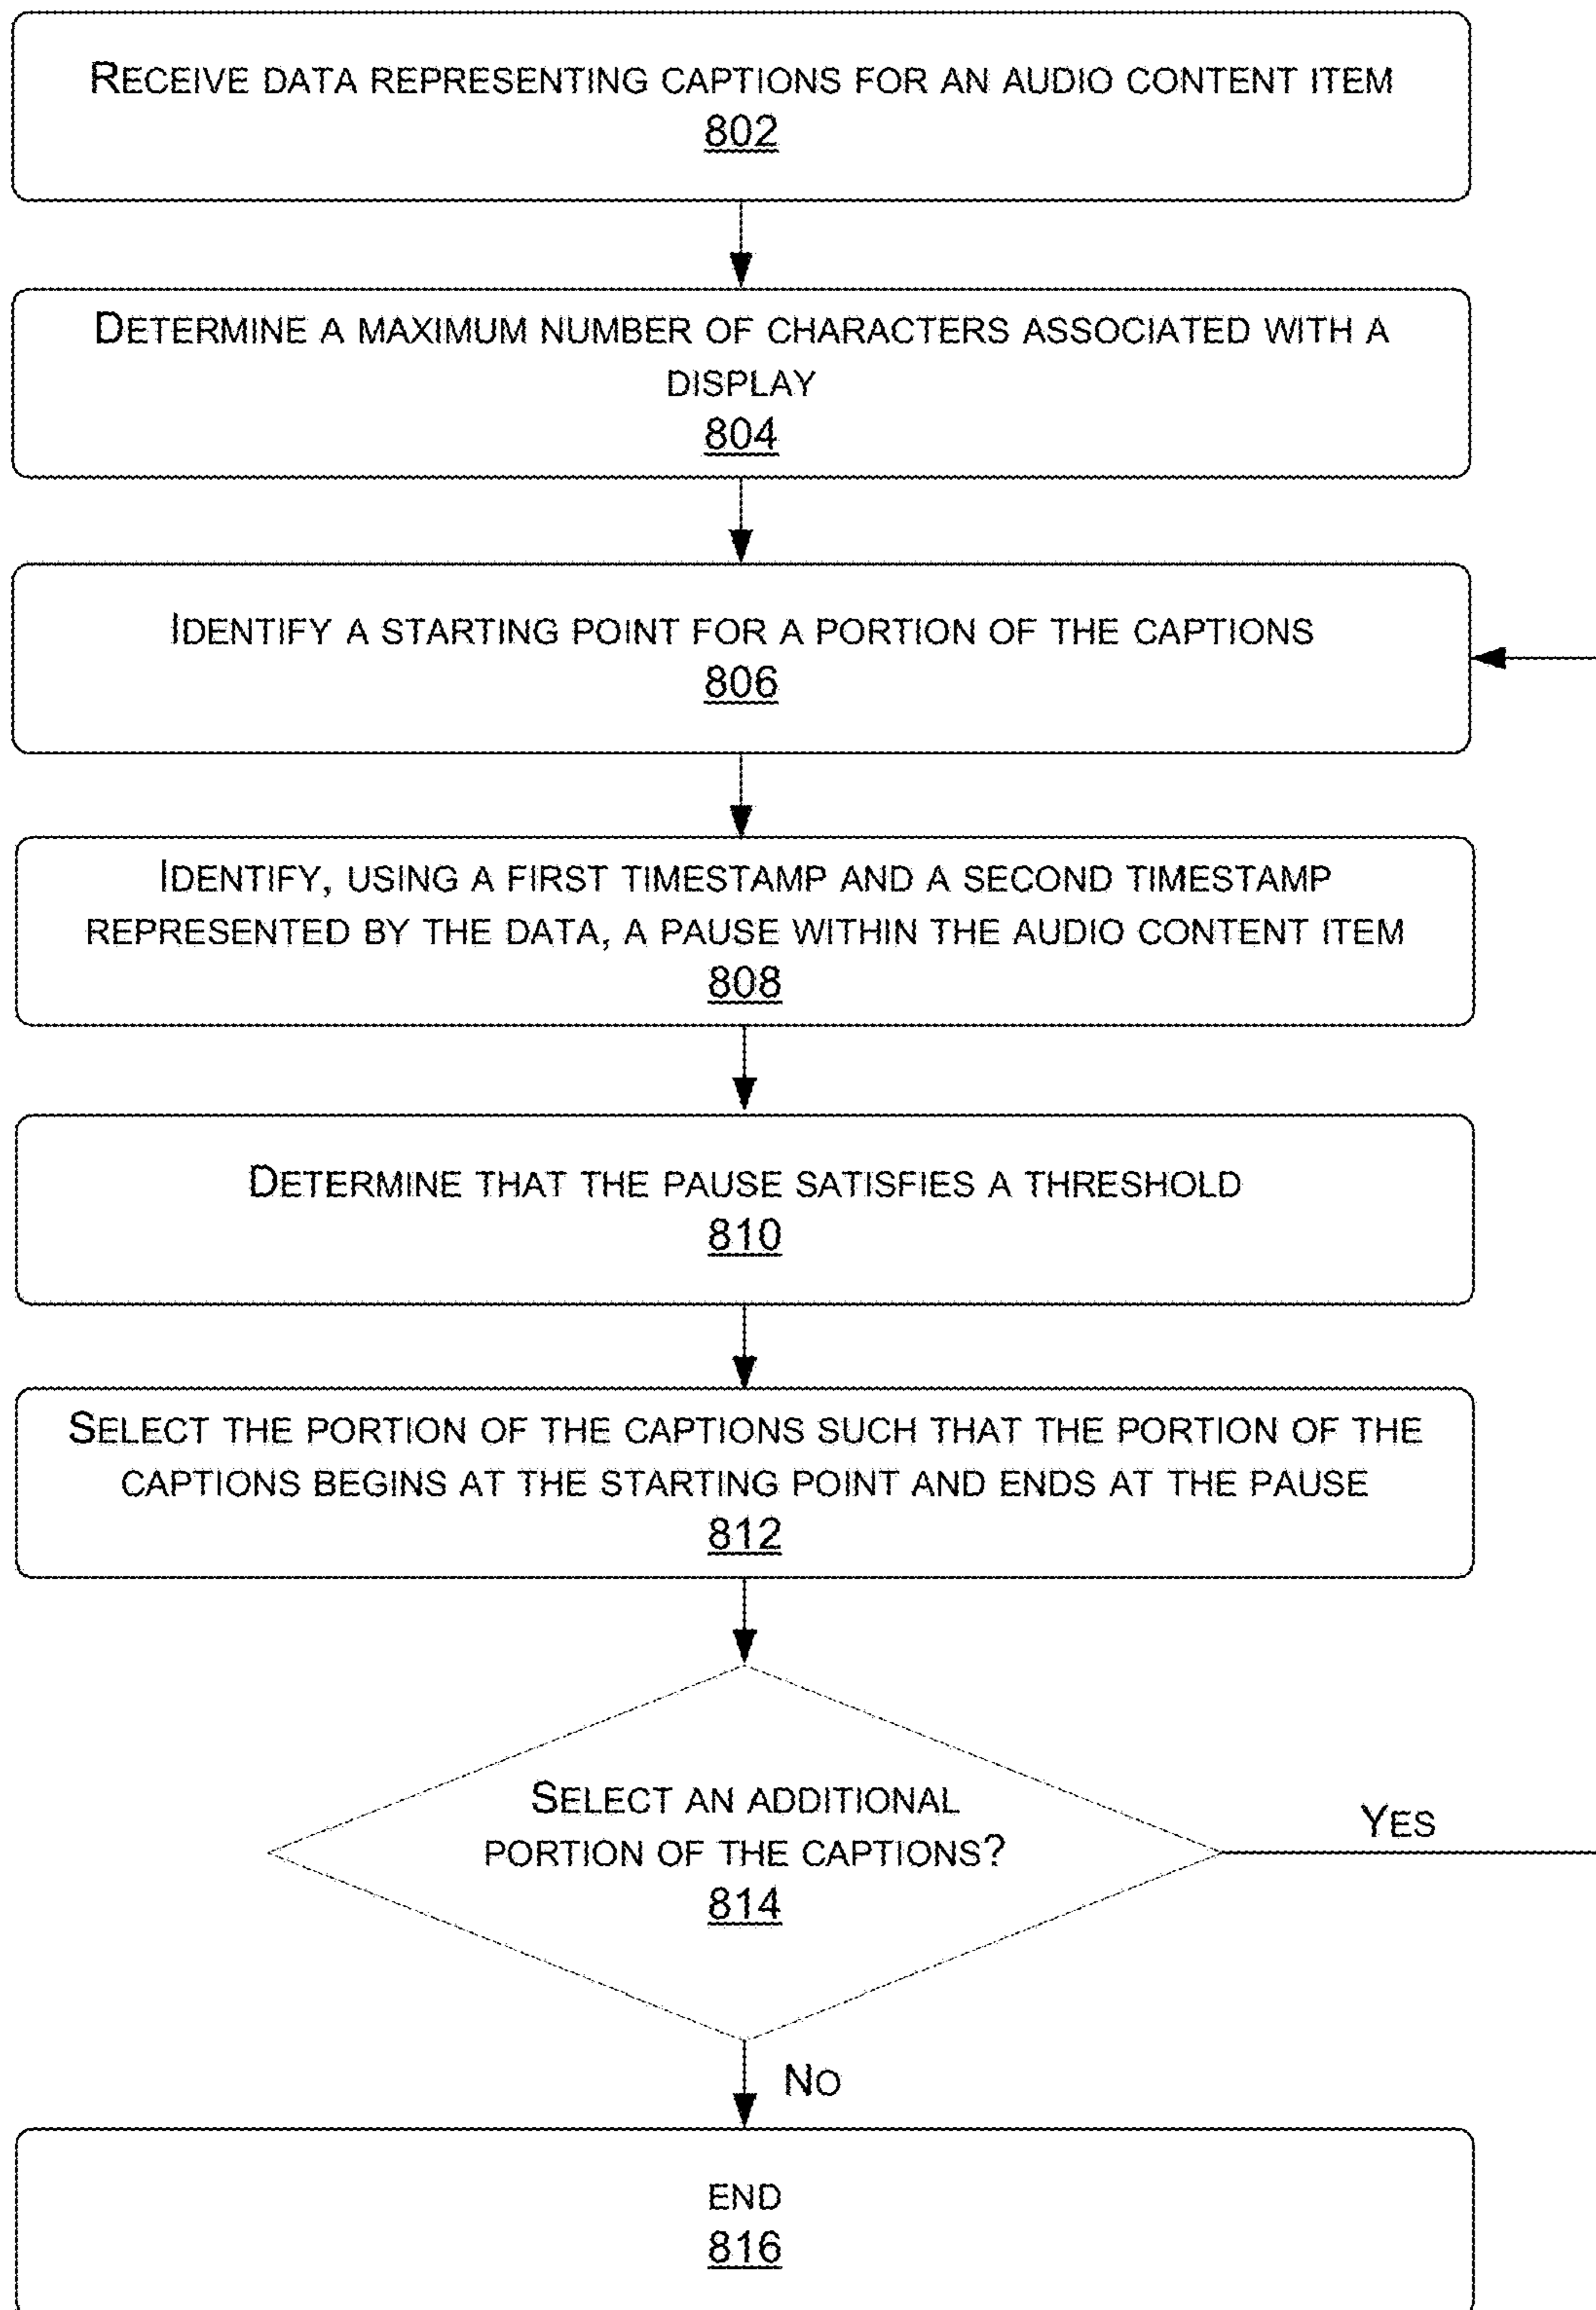 RECEIVE DATA REPRESENTING CAPTIONS FOR AN AUDIO CONTENT ITEM
802
DETERMINE A MAXIMUM NUMBER OF CHARACTERS ASSOCIATED WITH A
DISPLAY
804
IDENTIFY A STARTING POINT FOR A PORTION OF THE CAPTIONS
806
IDENTIFY, USING A FIRST TIMESTAMP AND A SECOND TIMESTAMP
REPRESENTED BY THE DATA, A PAUSE WITHIN THE AUDIO CONTENT ITEM
808
DETERMINE THAT THE PAUSE SATISFIES A THRESHOLD
810
SELECT THE PORTION OF THE CAPTIONS SUCH THAT THE PORTION OF THE
CAPTIONS BEGINS AT THE STARTING POINT AND ENDS AT THE PAUSE
812
SELECT AN ADDITIONAL
PORTION OF THE CAPTIONS?
814
YES
NO
END
816